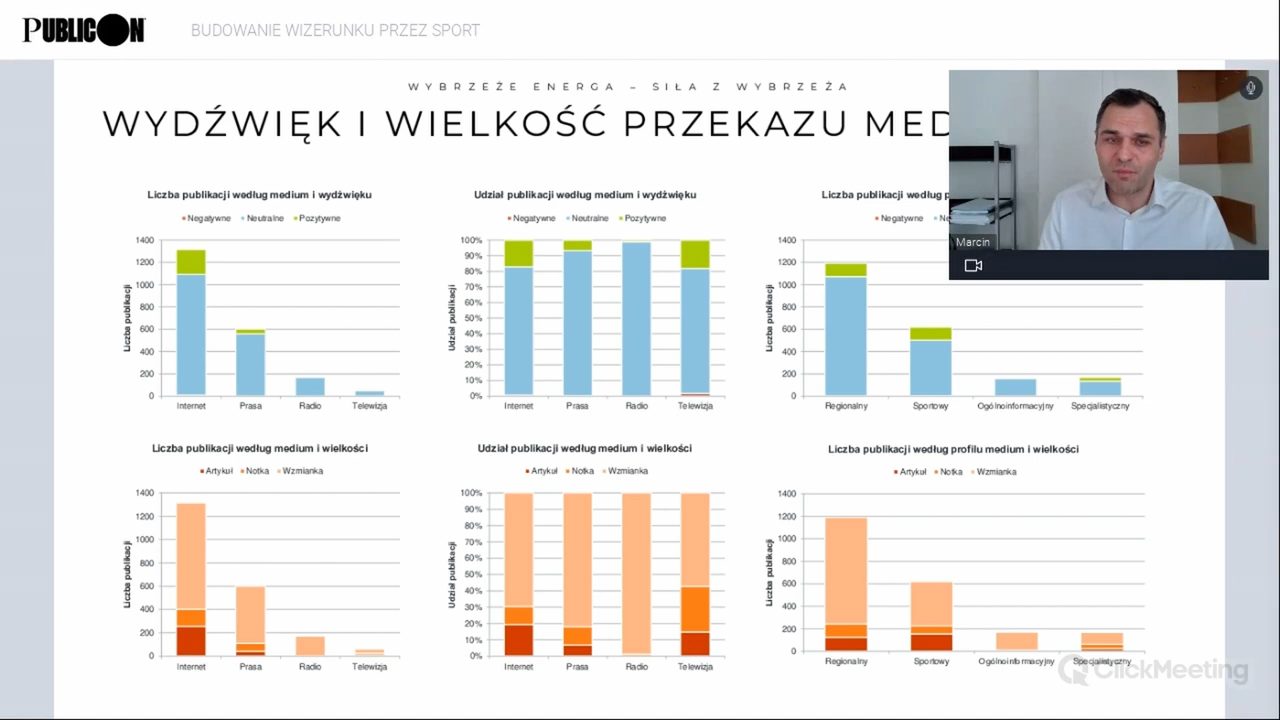 PUBLICON
BUDOWANIE WIZERUNKU PRZEZ SPORT
WYBRZEŻE ENERGA – SIŁA Z WYBRZEŻA
WYDŹWIĘK I WIELKOŚĆ PRZEKAZU MED
Marcin
Liczba publikacji według medium i wydźwięku
Negatywne Neutralne Pozytywne
1400
1200
1000
800
600
400
200
0
Liczba publikacji
Internet Prasa Radio Telewizja
Udział publikacji według medium i wydźwięku
Negatywne Neutralne Pozytywne
100%
90%
80%
70%
60%
50%
40%
30%
20%
10%
0%
Udział publikacji
Internet Prasa Radio Telewizja
Liczba publikacji według p
Negatywne Ne
1400
1200
1000
800
600
400
200
0
Liczba publikacji
Regionalny Sportowy Ogólnoinformacyjny Specjalistyczny
Liczba publikacji według medium i wielkości
Artykuł Notka Wzmianka
1400
1200
1000
800
600
400
200
0
Liczba publikacji
Internet Prasa Radio Telewizja
Udział publikacji według medium i wielkości
Artykuł Notka Wzmianka
100%
90%
80%
70%
60%
50%
40%
30%
20%
10%
0%
Udział publikacji
Internet Prasa Radio Telewizja
Liczba publikacji według profilu medium i wielkości
Artykuł Notka Wzmianka
1400
1200
1000
800
600
400
200
0
Liczba publikacji
Regionalny Sportowy Ogólnoinformacyjny Specjalistyczny
ClickMeeting